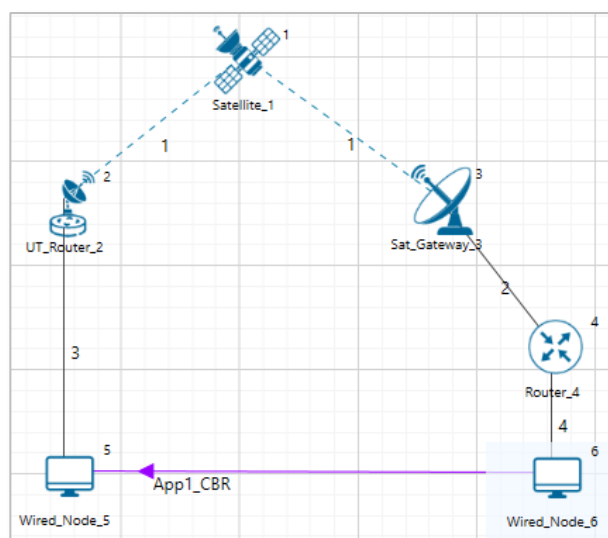 1
Satellite_1
1
1
2
3
UT_Router_2
Sat_Gateway_3
2
4
3
Router_4
4
5
6
App1_CBR
Wired_Node_5
Wired_Node_6